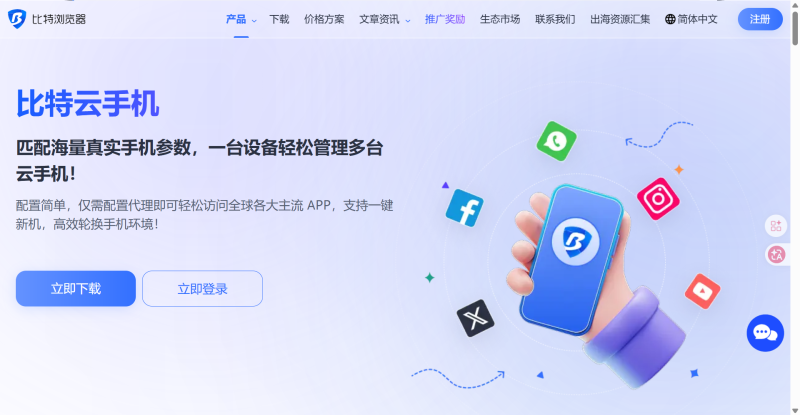 比特浏览器
产品
下载
价格方案
文章资讯
推广奖励
生态市场
联系我们
出海资源汇集
简体中文
注册
比特云手机
匹配海量真实手机参数，一台设备轻松管理多台
云手机！
配置简单，仅需配置代理即可轻松访问全球各大主流 APP，支持一键
新机，高效轮换手机环境！
立即下载
立即登录